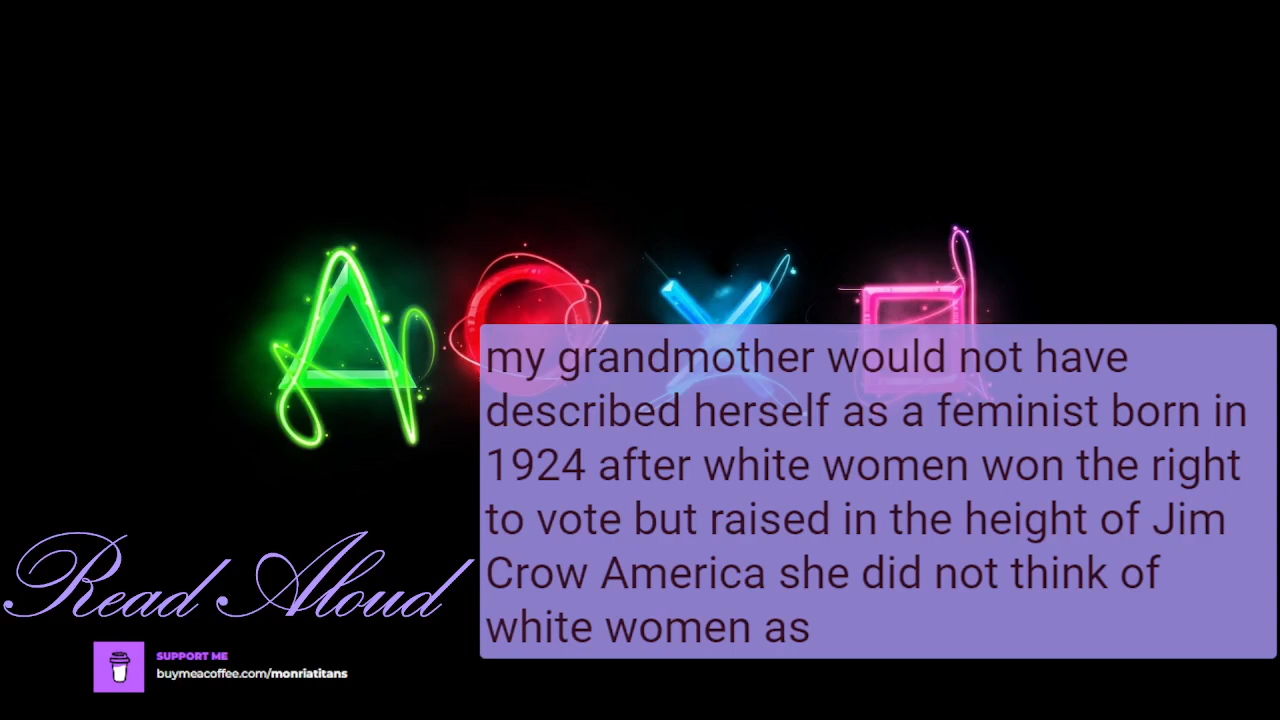 my grandmother would not have
described herself as a feminist born in
1924 after white women won the right
to vote but raised in the height of Jim
Crow America she did not think of
white women as
Read Aloud
SUPPORT ME
buymeacoffee.com/monriatitans